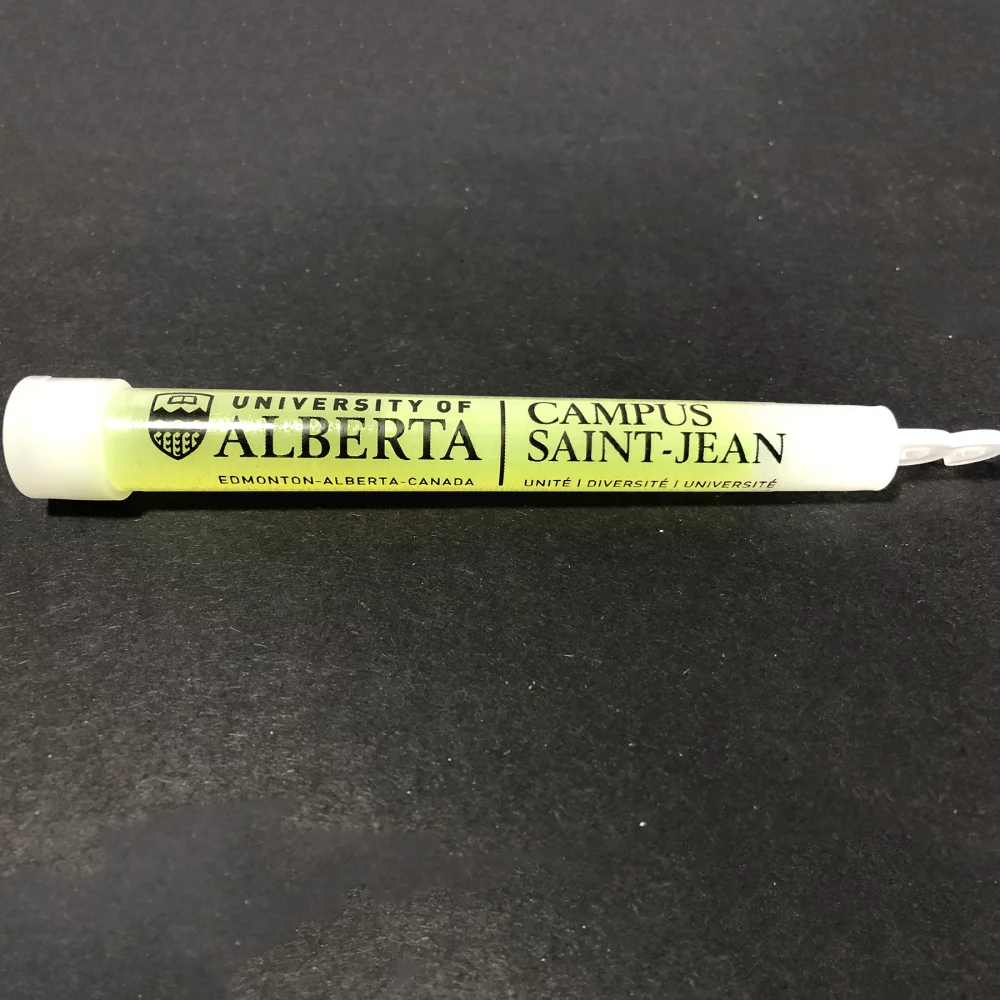 UNIVERSITY OF
ALBERTA
EDMONTON-ALBERTA-CANADA
CAMPUS
SAINT-JEAN
UNITÉ | DIVERSITÉ | UNIVERSITÉ